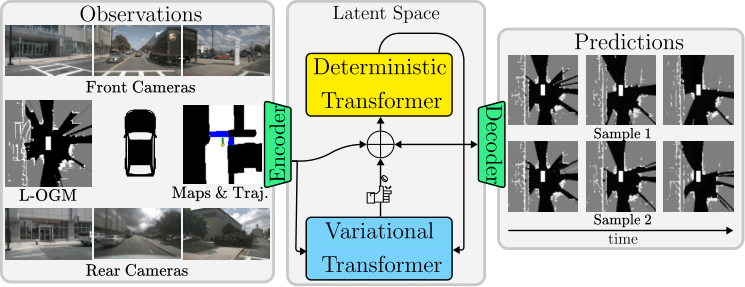 Observations
Front Cameras
L-OGM
Maps & Traj.
Rear Cameras
Encoder
Latent Space
Deterministic
Transformer
Variational
Transformer
Decoder
Predictions
Sample 1
Sample 2
time